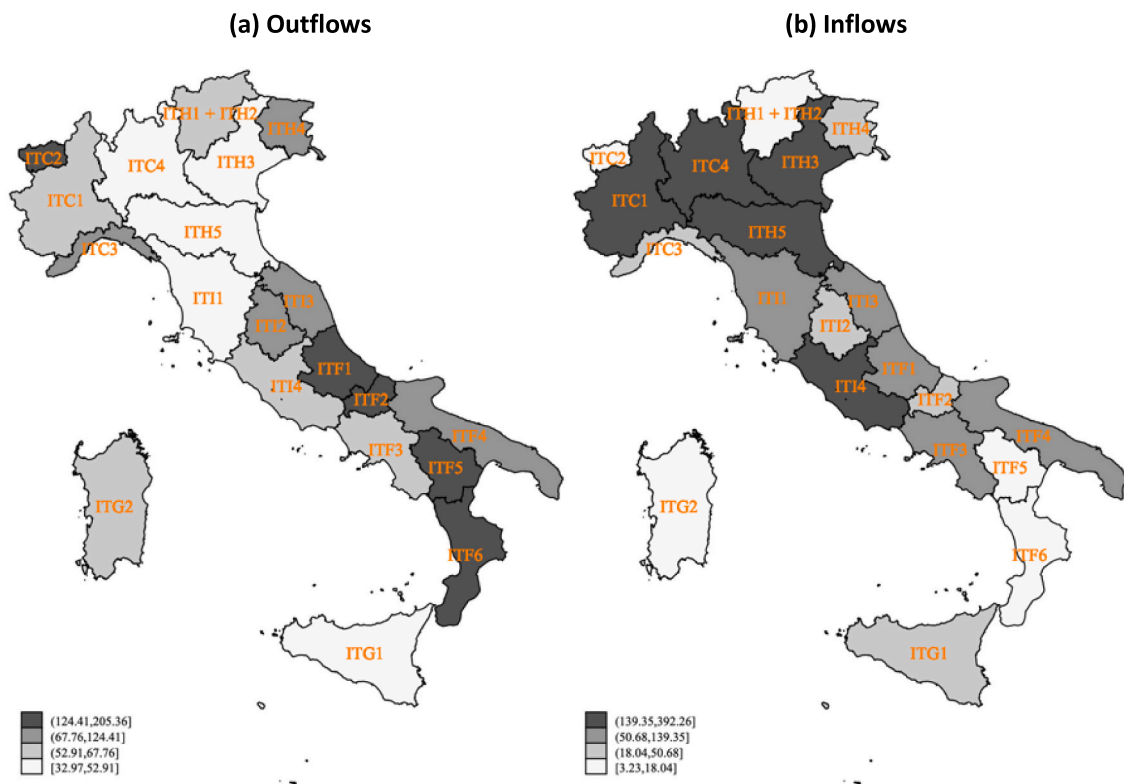 (a) Outflows
(b) Inflows
ITH1 + ITH2
ITH4
ITC2
ITC4
ITH3
ITC1
ITH5
ITC3
ITI1
ITI3
ITI2
ITF1
ITI4
ITF2
ITF4
ITF3
ITF5
ITG2
ITF6
ITG1
(124.41,205.36]
(67.76,124.41]
(52.91,67.76]
[32.97,52.91]
ITH1 + ITH2
ITH4
ITC2
ITC4
ITH3
ITC1
ITH5
ITC3
ITI1
ITI3
ITI2
ITF1
ITI4
ITF2
ITF4
ITF3
ITF5
ITG2
ITF6
ITG1
(139.35,392.26]
(50.68,139.35]
(18.04,50.68]
[3.23,18.04]